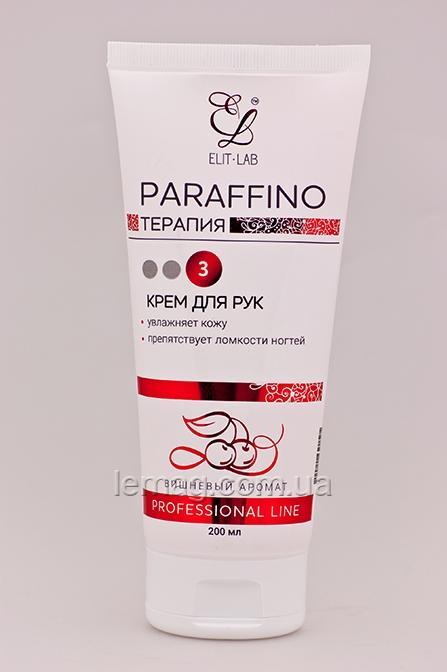 EL™
ELIT·LAB
PARAFFINO
ТЕРАПИЯ
3
КРЕМ ДЛЯ РУК
• увлажняет кожу
• препятствует ломкости ногтей
lemag.com.ua
ВИШНЕВЫЙ АРОМАТ
PROFESSIONAL LINE
200 мл